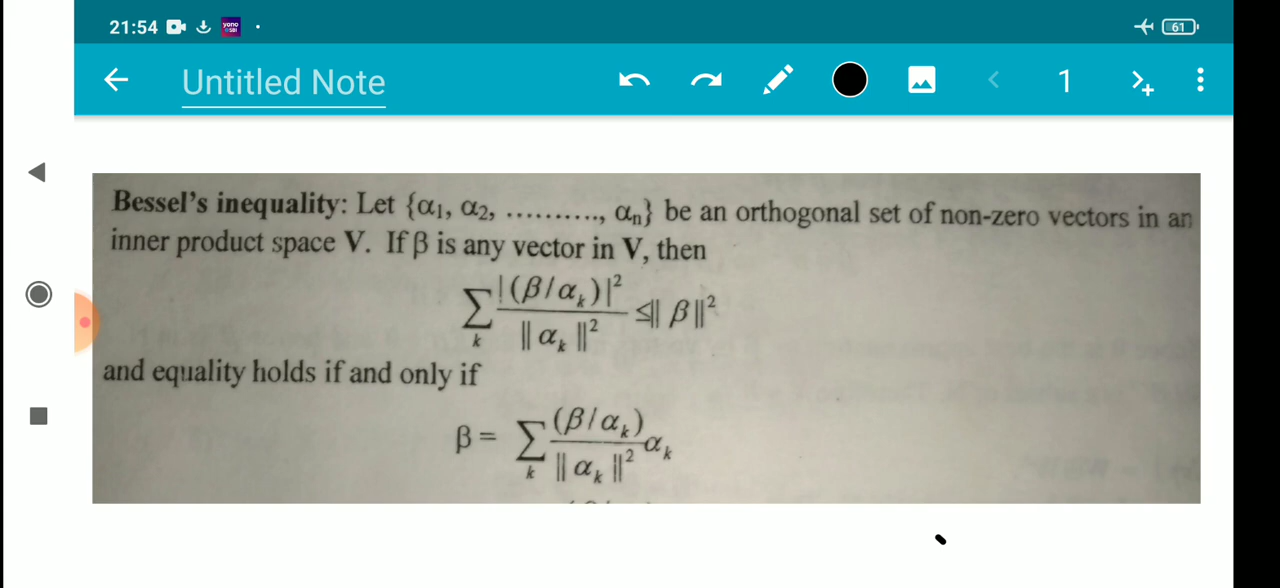 21:54 yono SBI 61
Untitled Note 1
Bessel's inequality: Let {α₁, α₂, .........., αₙ} be an orthogonal set of non-zero vectors in an
inner product space V. If β is any vector in V, then
∑ₖ |(β/αₖ)|² / ‖αₖ‖² ≤ ‖β‖²
and equality holds if and only if
β = ∑ₖ (β/αₖ) / ‖αₖ‖² αₖ